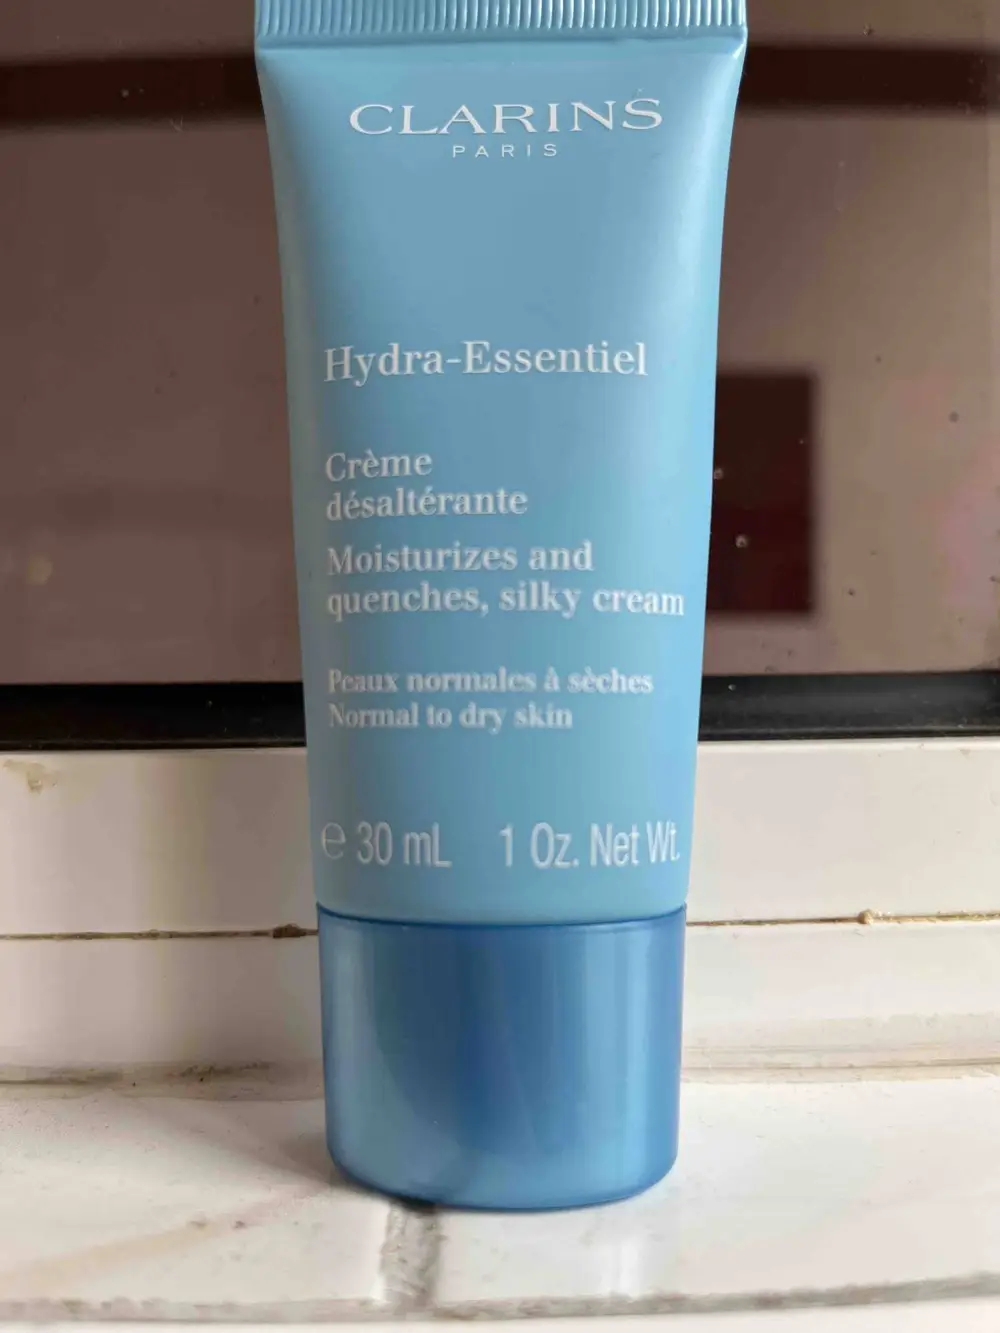 CLARINS
PARIS
Hydra-Essentiel
Crème
désaltérante
Moisturizes and
quenches, silky cream
Peaux normales à sèches
Normal to dry skin
℮ 30 mL 1 Oz. Net Wt.